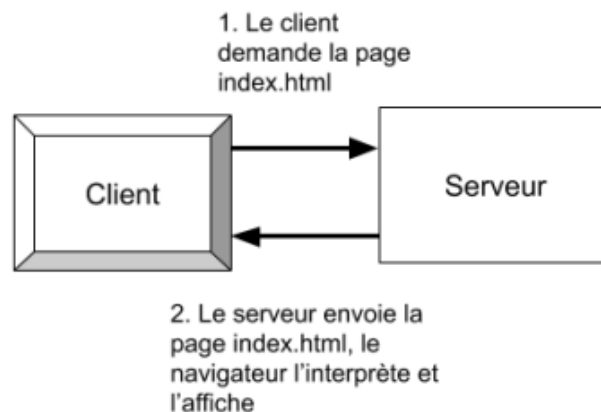 1. Le client
demande la page
index.html
Client
Serveur
2. Le serveur envoie la
page index.html, le
navigateur l'interprète et
l'affiche